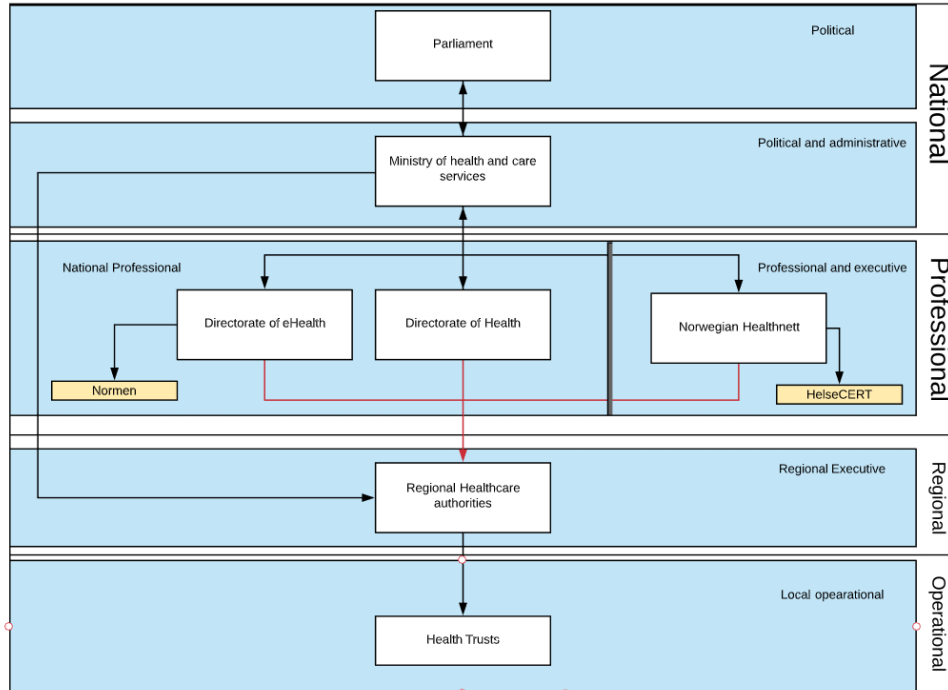 Parliament
Political
National
Ministry of health and care
services
Political and administrative
National Professional
Professional and executive
Professional
Directorate of eHealth
Directorate of Health
Norwegian Healthnett
Normen
HelseCERT
Regional Executive
Regional
Regional Healthcare
authorities
Local opearational
Operational
Health Trusts